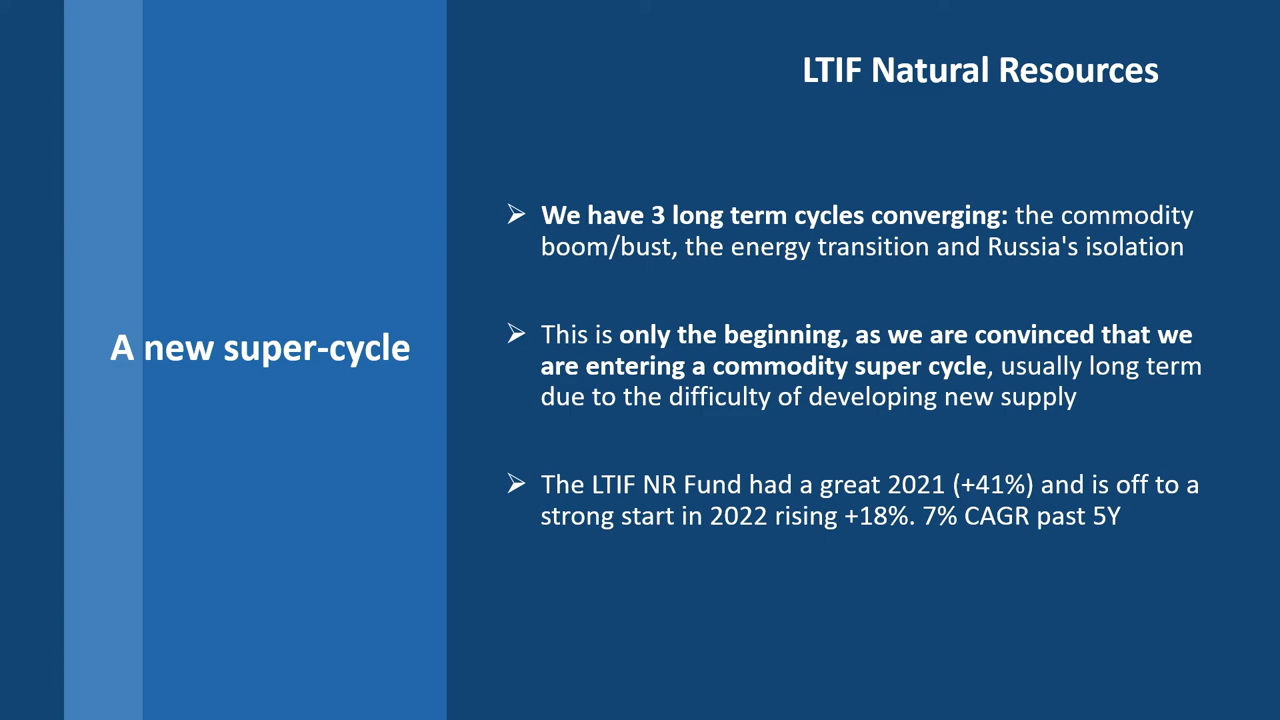 LTIF Natural Resources
A new super-cycle
We have 3 long term cycles converging: the commodity
boom/bust, the energy transition and Russia's isolation
This is only the beginning, as we are convinced that we
are entering a commodity super cycle, usually long term
due to the difficulty of developing new supply
The LTIF NR Fund had a great 2021 (+41%) and is off to a
strong start in 2022 rising +18%. 7% CAGR past 5Y